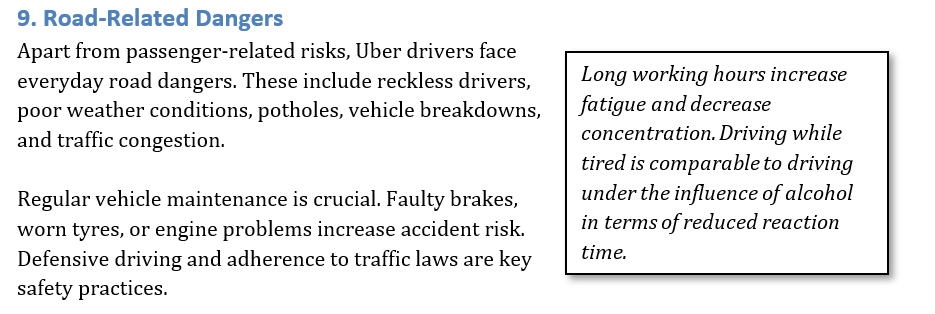 9. Road-Related Dangers
Apart from passenger-related risks, Uber drivers face
everyday road dangers. These include reckless drivers,
poor weather conditions, potholes, vehicle breakdowns,
and traffic congestion.
Regular vehicle maintenance is crucial. Faulty brakes,
worn tyres, or engine problems increase accident risk.
Defensive driving and adherence to traffic laws are key
safety practices.
Long working hours increase
fatigue and decrease
concentration. Driving while
tired is comparable to driving
under the influence of alcohol
in terms of reduced reaction
time.